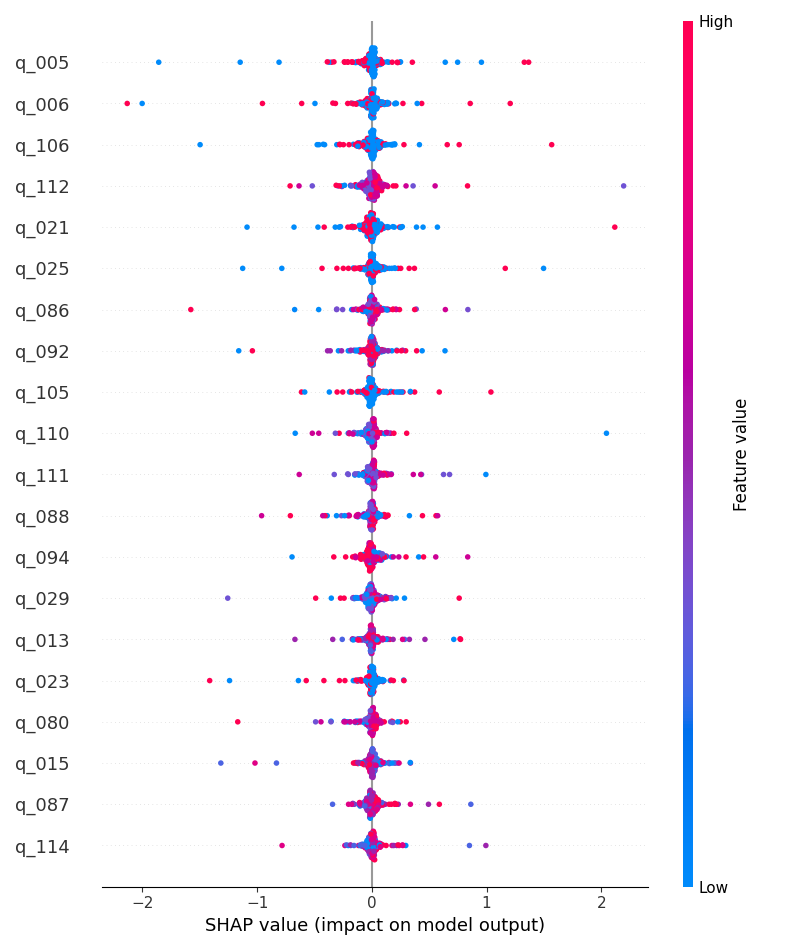 High
q_005
q_006
q_106
q_112
q_021
q_025
q_086
q_092
q_105
q_110
q_111
q_088
q_094
q_029
q_013
q_023
q_080
q_015
q_087
q_114
Feature value
Low
−2 −1 0 1 2
SHAP value (impact on model output)